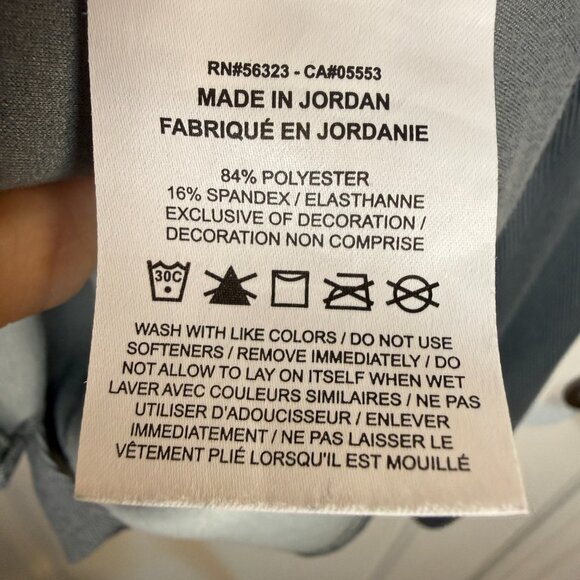 RN#56323 - CA#05553
MADE IN JORDAN
FABRIQUÉ EN JORDANIE
84% POLYESTER
16% SPANDEX / ELASTHANNE
EXCLUSIVE OF DECORATION /
DECORATION NON COMPRISE
30C
WASH WITH LIKE COLORS / DO NOT USE
SOFTENERS / REMOVE IMMEDIATELY / DO
NOT ALLOW TO LAY ON ITSELF WHEN WET
LAVER AVEC COULEURS SIMILAIRES / NE PAS
UTILISER D'ADOUCISSEUR / ENLEVER
IMMEDIATEMENT / NE PAS LAISSER LE
VÊTEMENT PLIÉ LORSQU'IL EST MOUILLÉ